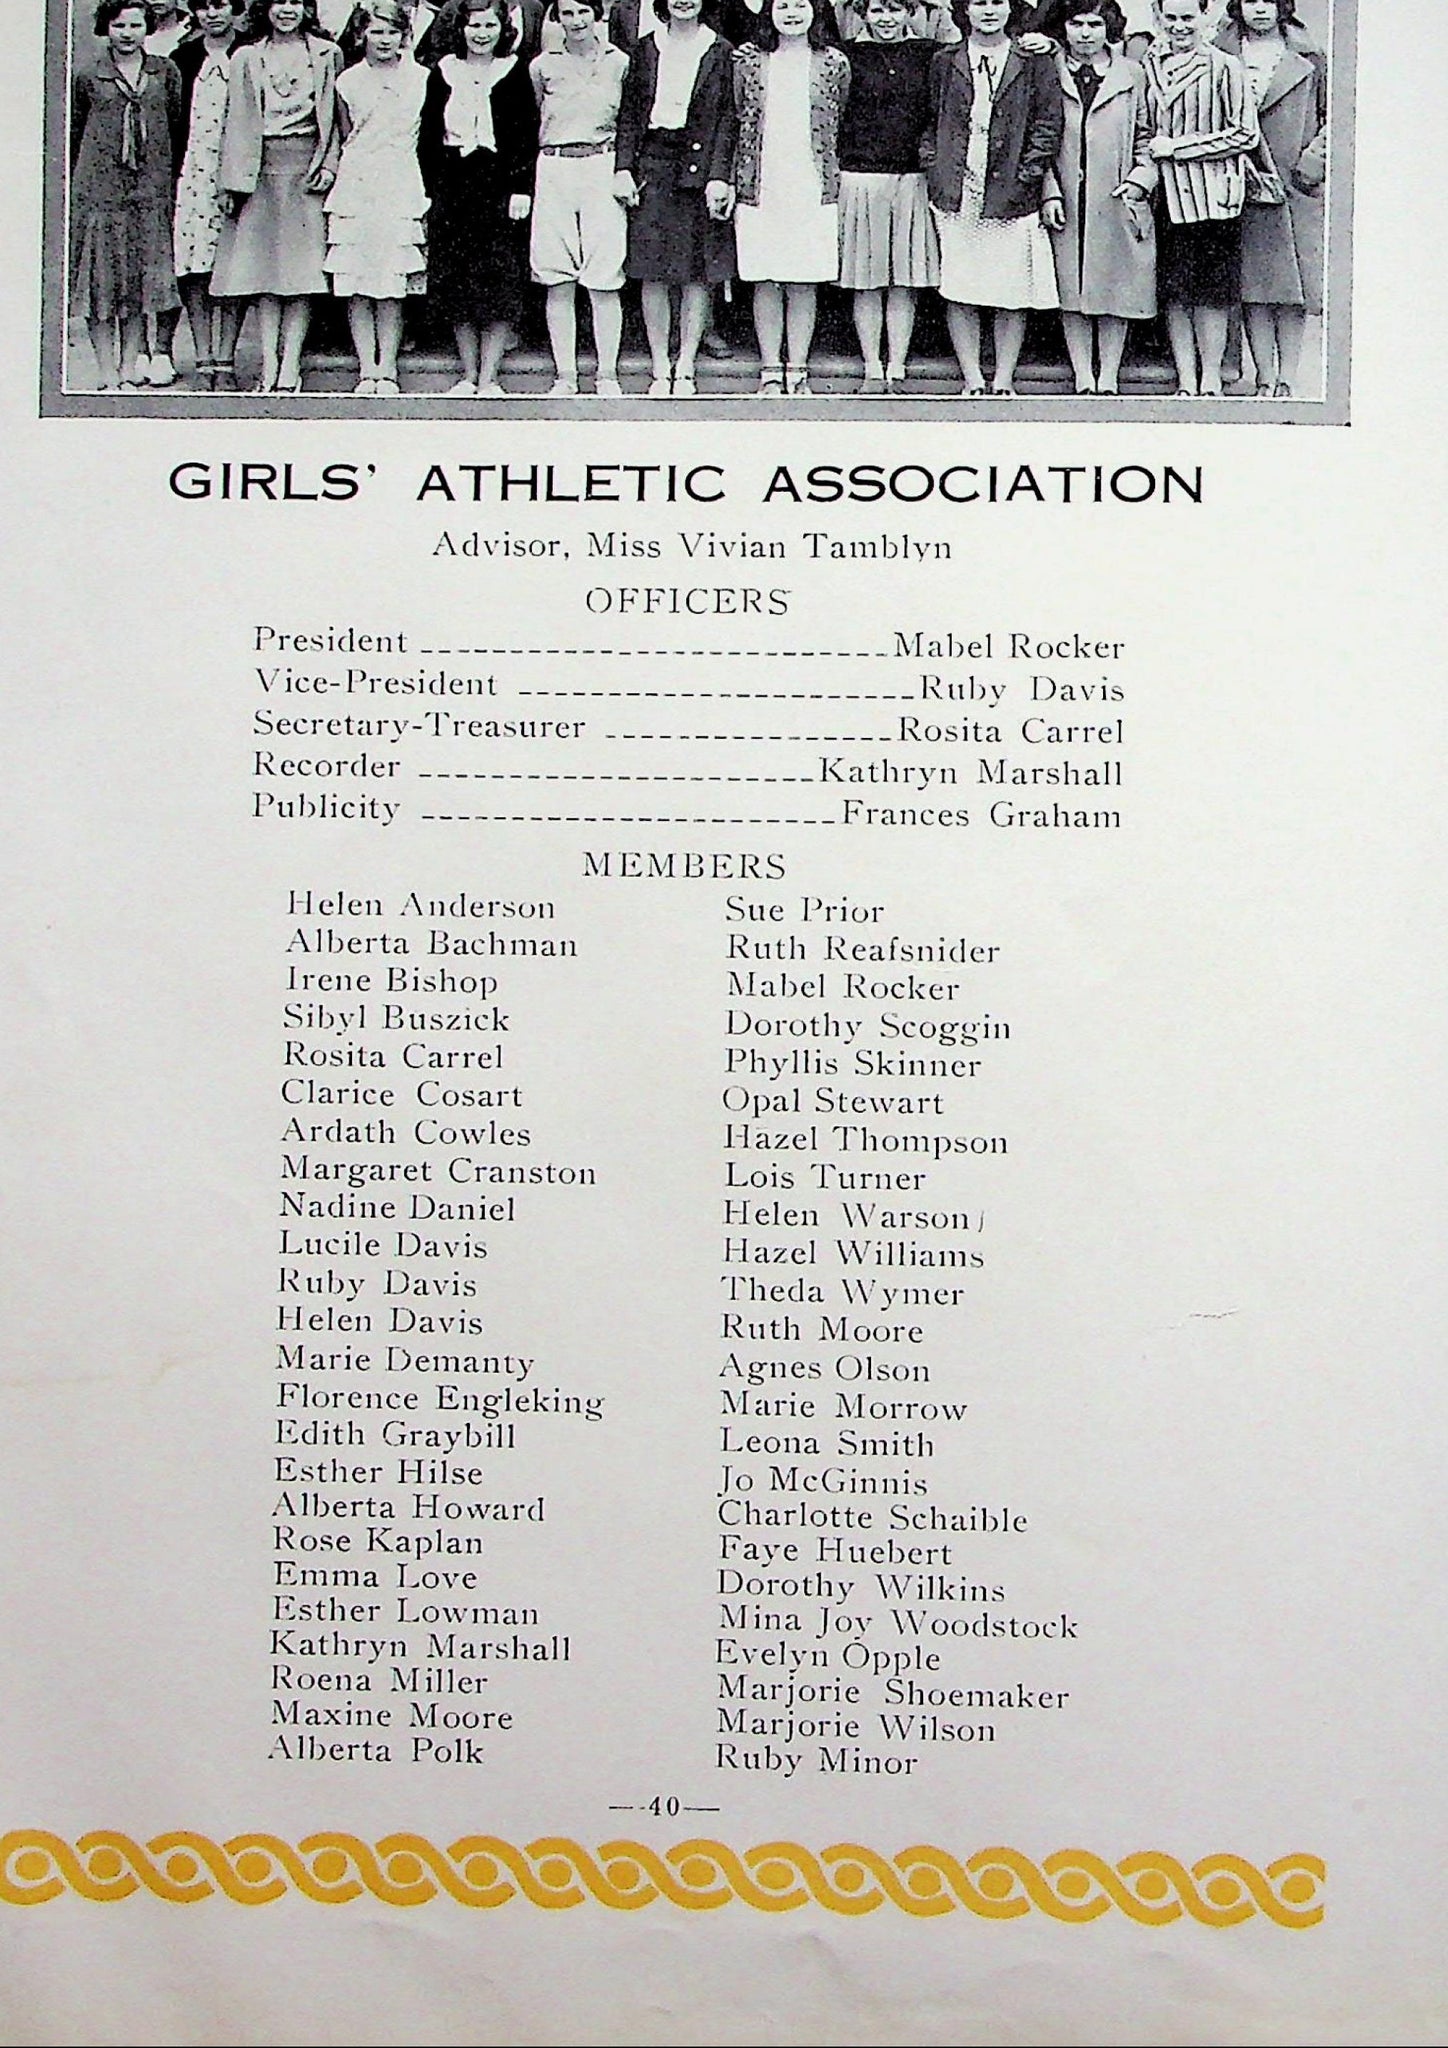 GIRLS' ATHLETIC ASSOCIATION
Advisor, Miss Vivian Tamblyn
OFFICERS
President -------------------------- Mabel Rocker
Vice-President ---------------------- Ruby Davis
Secretary-Treasurer ---------------- Rosita Carrel
Recorder ---------------------- Kathryn Marshall
Publicity ----------------------- Frances Graham
MEMBERS
Helen Anderson
Alberta Bachman
Irene Bishop
Sibyl Buszick
Rosita Carrel
Clarice Cosart
Ardath Cowles
Margaret Cranston
Nadine Daniel
Lucile Davis
Ruby Davis
Helen Davis
Marie Demanty
Florence Engleking
Edith Graybill
Esther Hilse
Alberta Howard
Rose Kaplan
Emma Love
Esther Lowman
Kathryn Marshall
Roena Miller
Maxine Moore
Alberta Polk
Sue Prior
Ruth Reafsnider
Mabel Rocker
Dorothy Scoggin
Phyllis Skinner
Opal Stewart
Hazel Thompson
Lois Turner
Helen Warson
Hazel Williams
Theda Wymer
Ruth Moore
Agnes Olson
Marie Morrow
Leona Smith
Jo McGinnis
Charlotte Schaible
Faye Huebert
Dorothy Wilkins
Mina Joy Woodstock
Evelyn Opple
Marjorie Shoemaker
Marjorie Wilson
Ruby Minor
—40—